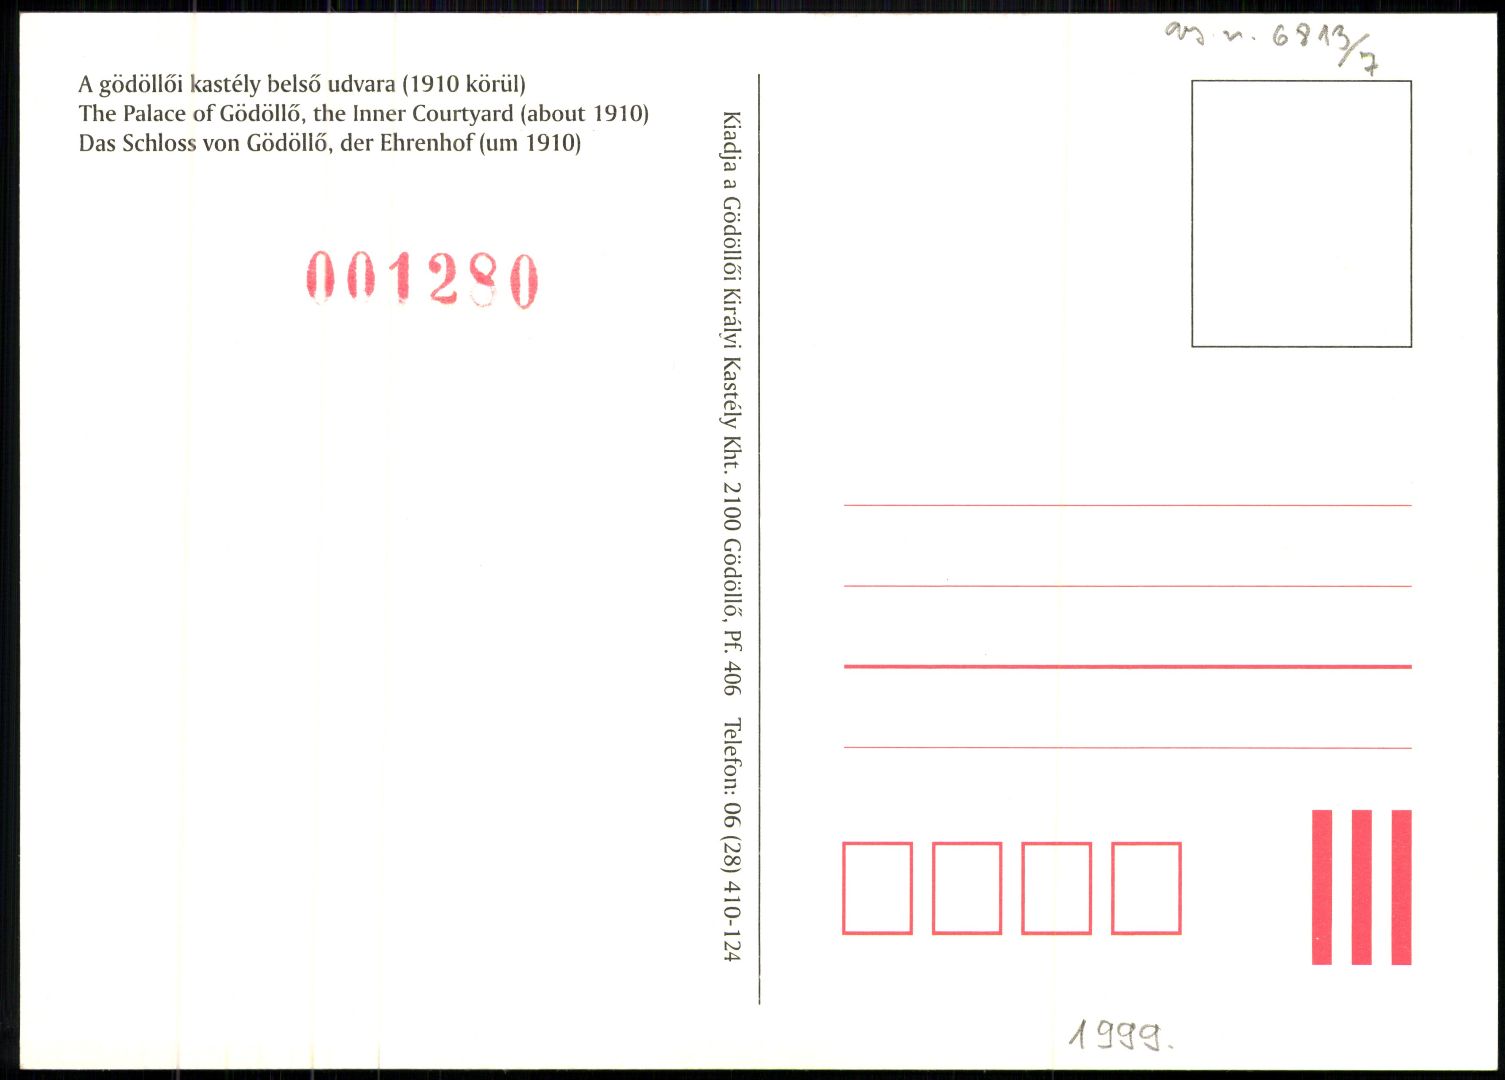 A gödöllői kastély belső udvara (1910 körül)
The Palace of Gödöllő, the Inner Courtyard (about 1910)
Das Schloss von Gödöllő, der Ehrenhof (um 1910)
001280
Kiadja a Gödöllői Királyi Kastély Kht. 2100 Gödöllő, Pf. 406 Telefon: 06 (28) 410-124
6813/7
1999.